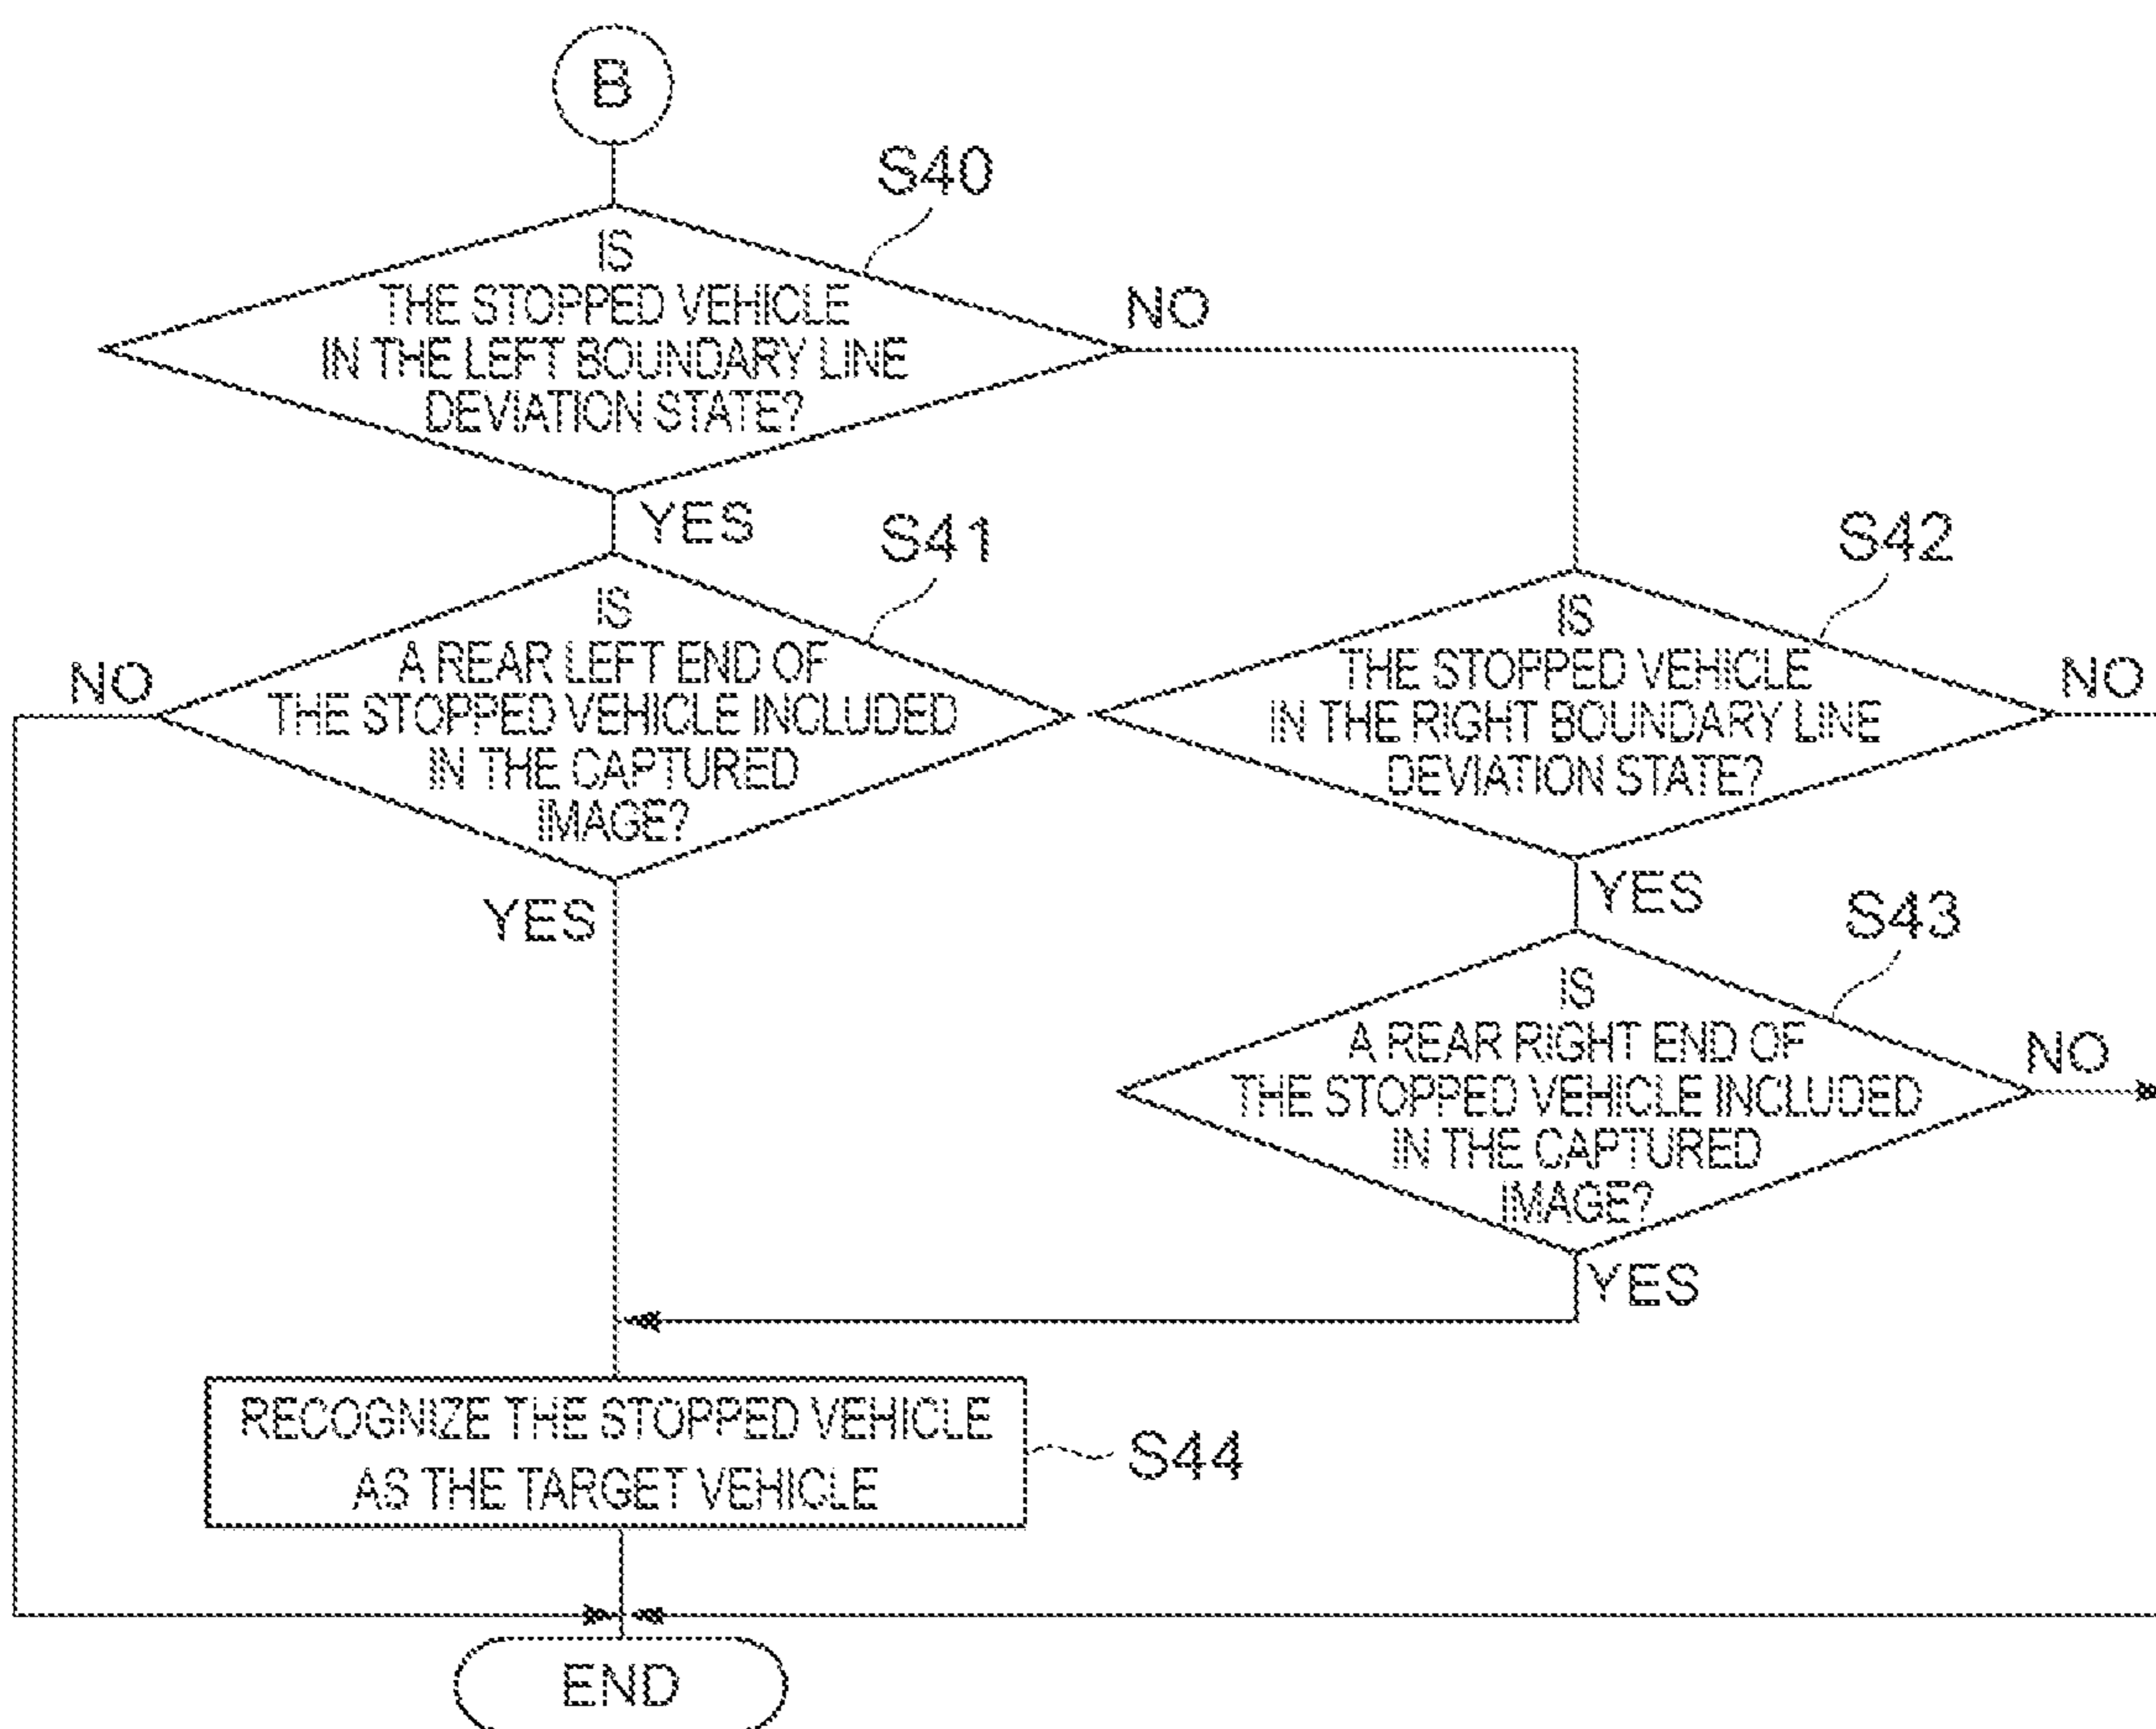 B
S40
IS
THE STOPPED VEHICLE
IN THE LEFT BOUNDARY LINE
DEVIATION STATE?
NO
YES
S41
IS
A REAR LEFT END OF
THE STOPPED VEHICLE INCLUDED
IN THE CAPTURED
IMAGE?
NO
YES
S42
IS
THE STOPPED VEHICLE
IN THE RIGHT BOUNDARY LINE
DEVIATION STATE?
NO
YES
S43
IS
A REAR RIGHT END OF
THE STOPPED VEHICLE INCLUDED
IN THE CAPTURED
IMAGE?
NO
YES
RECOGNIZE THE STOPPED VEHICLE
AS THE TARGET VEHICLE
S44
END